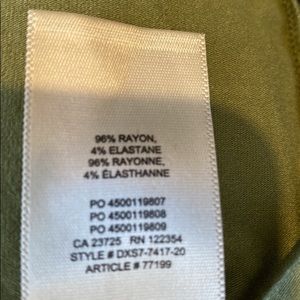 96% RAYON,
4% ELASTANE
96% RAYONNE,
4% ÉLASTHANNE
PO 4500119807
PO 4500119808
PO 4500119809
CA 23725 RN 122354
STYLE # DXS7-7417-20
ARTICLE # 77199